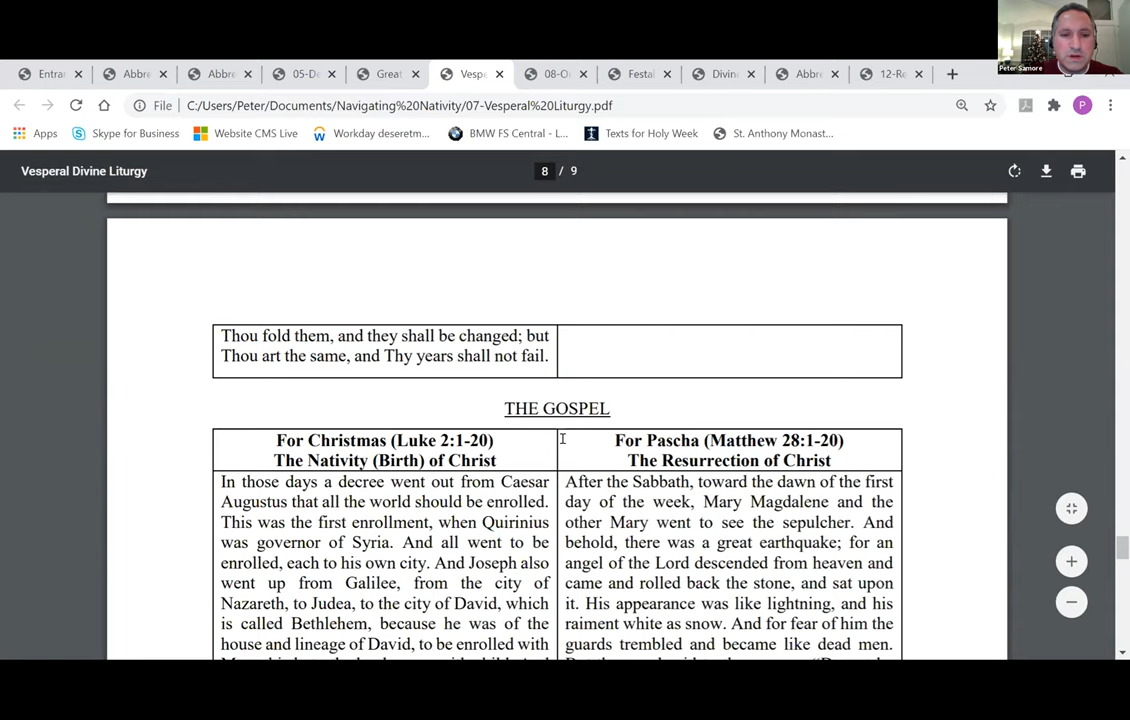 Entra
Abbre
Abbre
05-De
Great
Vespe
08-O
Festal
Divin
Abbre
12-Re
Peter Samore
File
C:/Users/Peter/Documents/Navigating%20Nativity/07-Vesperal%20Liturgy.pdf
P
Apps
Skype for Business
Website CMS Live
Workday deseretm...
BMW FS Central - L...
Texts for Holy Week
St. Anthony Monast...
Vesperal Divine Liturgy
8 / 9
Thou fold them, and they shall be changed; but
Thou art the same, and Thy years shall not fail.
THE GOSPEL
For Christmas (Luke 2:1-20)
The Nativity (Birth) of Christ
In those days a decree went out from Caesar
Augustus that all the world should be enrolled.
This was the first enrollment, when Quirinius
was governor of Syria. And all went to be
enrolled, each to his own city. And Joseph also
went up from Galilee, from the city of
Nazareth, to Judea, to the city of David, which
is called Bethlehem, because he was of the
house and lineage of David, to be enrolled with
For Pascha (Matthew 28:1-20)
The Resurrection of Christ
After the Sabbath, toward the dawn of the first
day of the week, Mary Magdalene and the
other Mary went to see the sepulcher. And
behold, there was a great earthquake; for an
angel of the Lord descended from heaven and
came and rolled back the stone, and sat upon
it. His appearance was like lightning, and his
raiment white as snow. And for fear of him the
guards trembled and became like dead men.